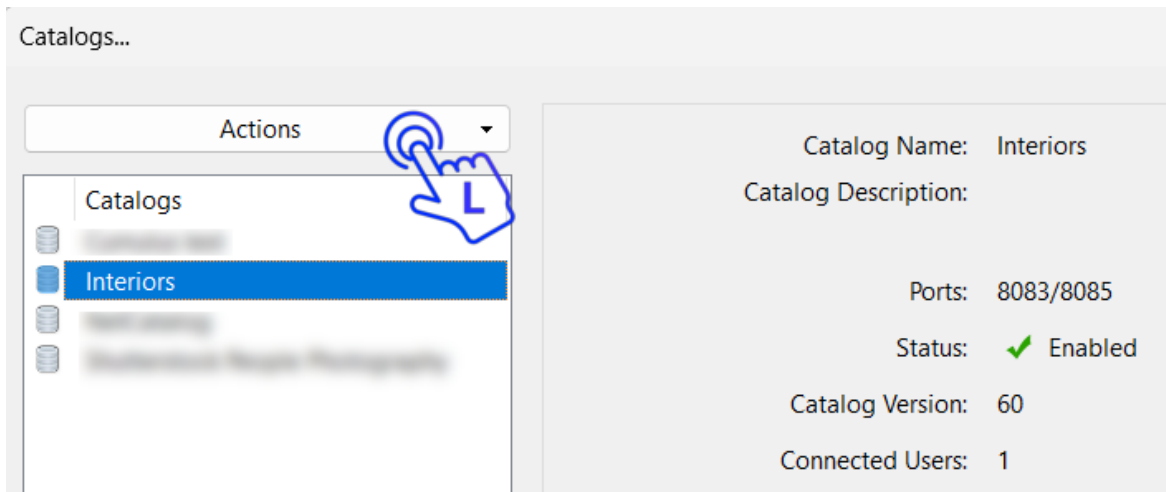 Catalogs...
Actions
L
Catalogs
Interiors
Catalog Name: Interiors
Catalog Description:
Ports: 8083/8085
Status: Enabled
Catalog Version: 60
Connected Users: 1